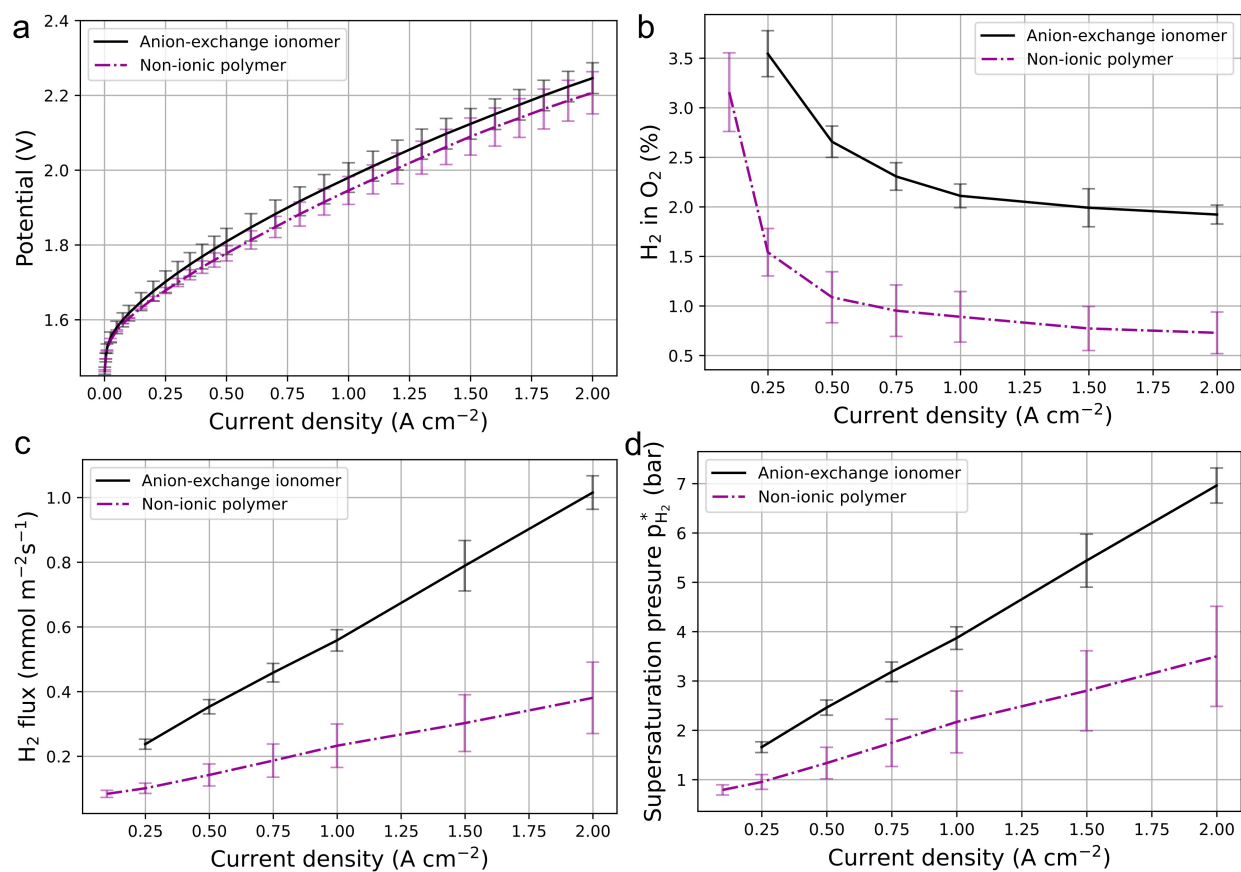 a
2.4
2.2
2.0
1.8
1.6
Potential (V)
Anion-exchange ionomer
Non-ionic polymer
0.00 0.25 0.50 0.75 1.00 1.25 1.50 1.75 2.00
Current density (A cm⁻²)
b
3.5
3.0
2.5
2.0
1.5
1.0
0.5
H₂ in O₂ (%)
Anion-exchange ionomer
Non-ionic polymer
0.25 0.50 0.75 1.00 1.25 1.50 1.75 2.00
Current density (A cm⁻²)
c
1.0
0.8
0.6
0.4
0.2
H₂ flux (mmol m⁻²s⁻¹)
Anion-exchange ionomer
Non-ionic polymer
0.25 0.50 0.75 1.00 1.25 1.50 1.75 2.00
Current density (A cm⁻²)
d
7
6
5
4
3
2
1
Supersaturation presure p*H₂ (bar)
Anion-exchange ionomer
Non-ionic polymer
0.25 0.50 0.75 1.00 1.25 1.50 1.75 2.00
Current density (A cm⁻²)